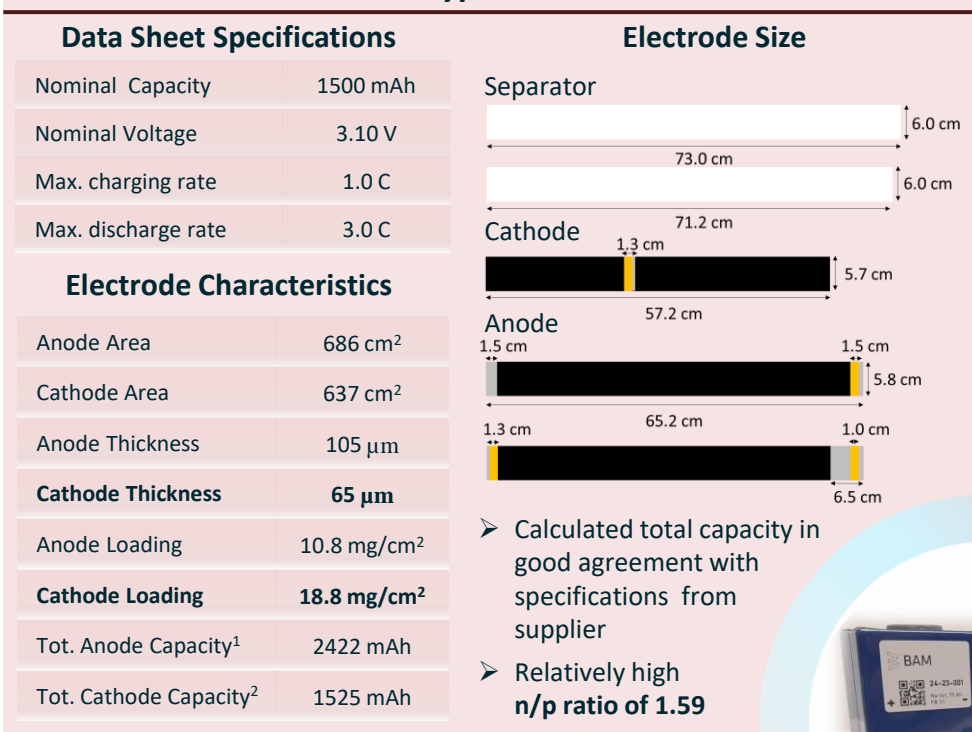 Data Sheet Specifications
Nominal Capacity 1500 mAh
Nominal Voltage 3.10 V
Max. charging rate 1.0 C
Max. discharge rate 3.0 C
Electrode Characteristics
Anode Area 686 cm²
Cathode Area 637 cm²
Anode Thickness 105 μm
Cathode Thickness 65 μm
Anode Loading 10.8 mg/cm²
Cathode Loading 18.8 mg/cm²
Tot. Anode Capacity¹ 2422 mAh
Tot. Cathode Capacity² 1525 mAh
Electrode Size
Separator
6.0 cm
73.0 cm
6.0 cm
71.2 cm
Cathode
1.3 cm
5.7 cm
57.2 cm
Anode
1.5 cm 1.5 cm
5.8 cm
65.2 cm
1.3 cm 1.0 cm
6.5 cm
➢ Calculated total capacity in
good agreement with
specifications from
supplier
➢ Relatively high
n/p ratio of 1.59
BAM
24-23-001
+ -